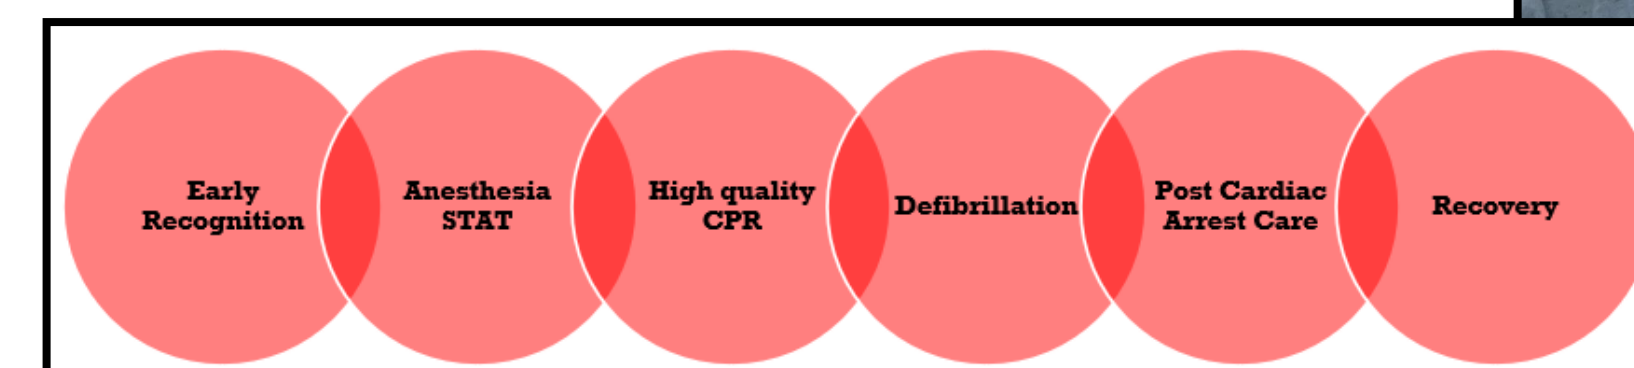 Early
Recognition
Anesthesia
STAT
High quality
CPR
Defibrillation
Post Cardiac
Arrest Care
Recovery